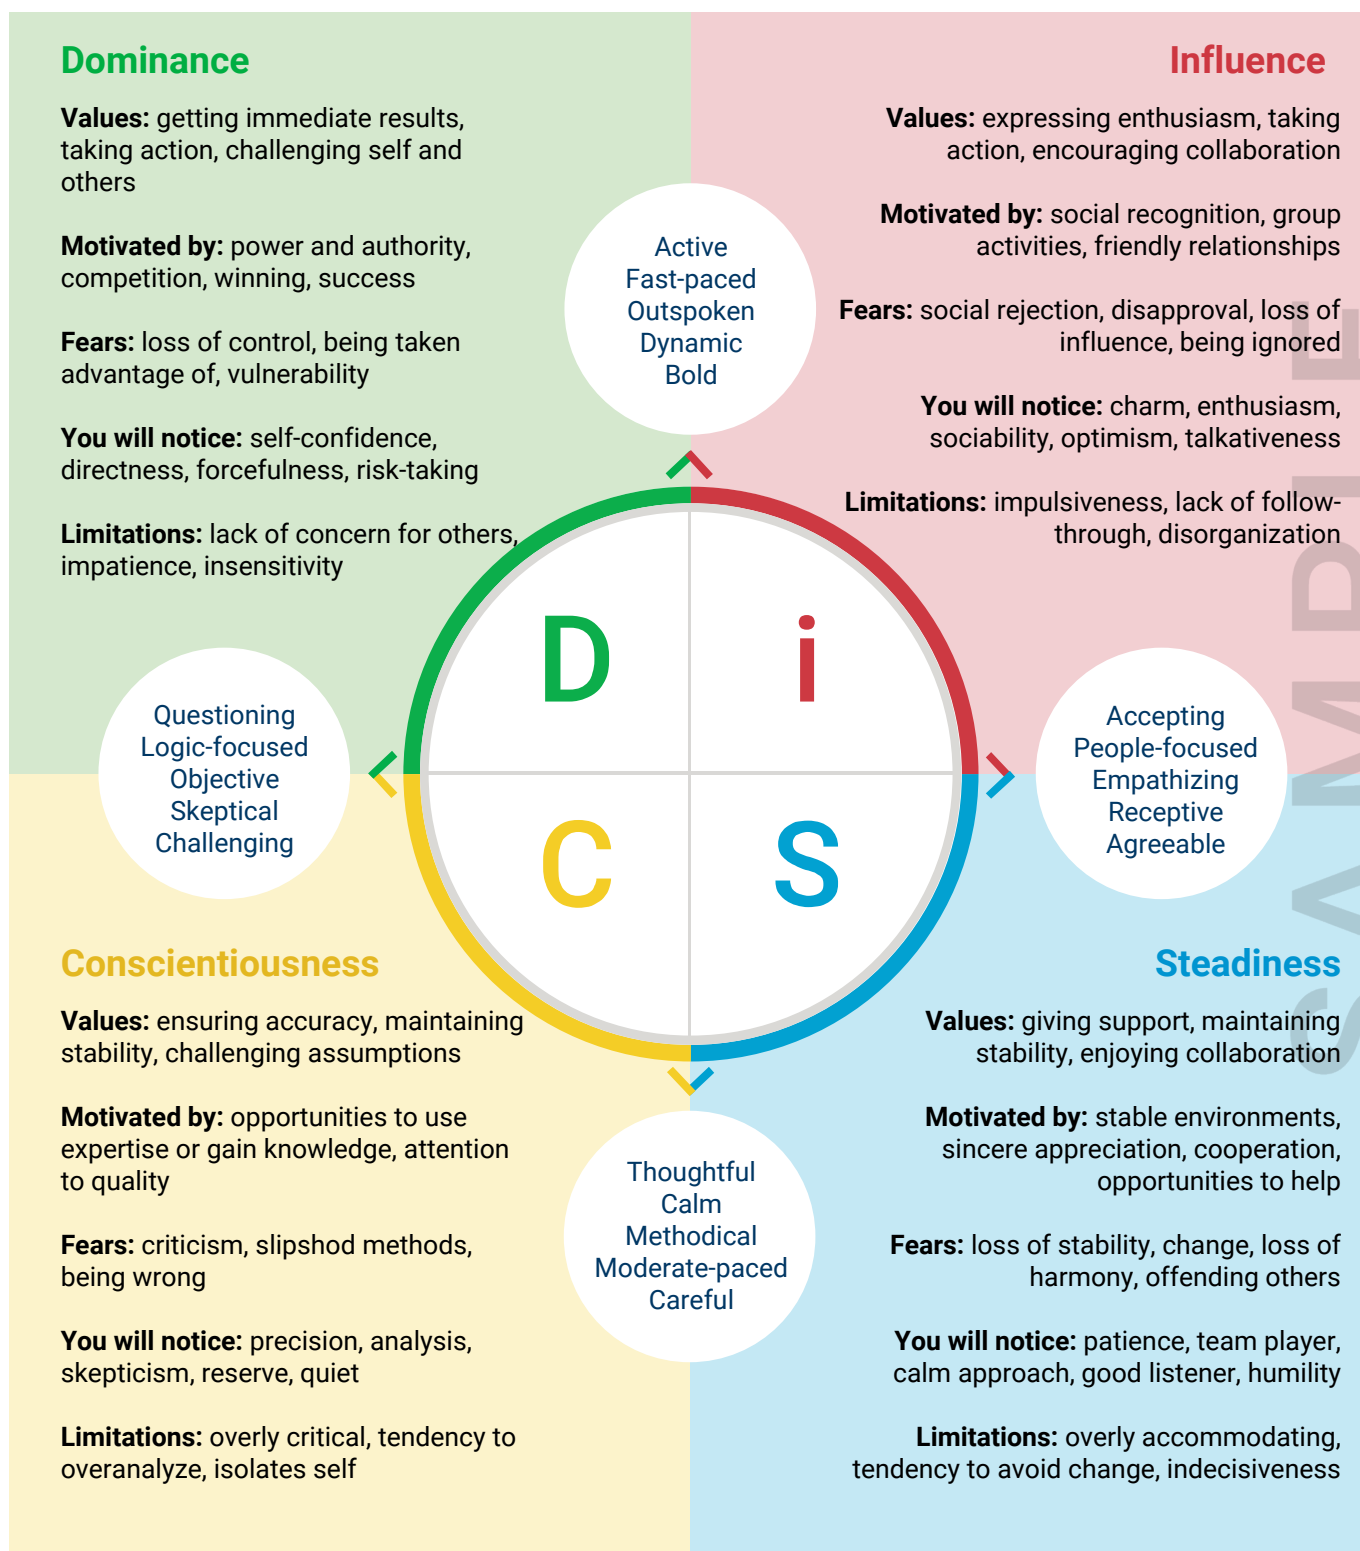 Dominance
Values: getting immediate results,
taking action, challenging self and
others
Motivated by: power and authority,
competition, winning, success
Fears: loss of control, being taken
advantage of, vulnerability
You will notice: self-confidence,
directness, forcefulness, risk-taking
Limitations: lack of concern for others,
impatience, insensitivity
Influence
Values: expressing enthusiasm, taking
action, encouraging collaboration
Motivated by: social recognition, group
activities, friendly relationships
Fears: social rejection, disapproval, loss of
influence, being ignored
You will notice: charm, enthusiasm,
sociability, optimism, talkativeness
Limitations: impulsiveness, lack of follow-
through, disorganization
Active
Fast-paced
Outspoken
Dynamic
Bold
D
i
C
S
Questioning
Logic-focused
Objective
Skeptical
Challenging
Accepting
People-focused
Empathizing
Receptive
Agreeable
Conscientiousness
Values: ensuring accuracy, maintaining
stability, challenging assumptions
Motivated by: opportunities to use
expertise or gain knowledge, attention
to quality
Fears: criticism, slipshod methods,
being wrong
You will notice: precision, analysis,
skepticism, reserve, quiet
Limitations: overly critical, tendency to
overanalyze, isolates self
Steadiness
Values: giving support, maintaining
stability, enjoying collaboration
Motivated by: stable environments,
sincere appreciation, cooperation,
opportunities to help
Fears: loss of stability, change, loss of
harmony, offending others
You will notice: patience, team player,
calm approach, good listener, humility
Limitations: overly accommodating,
tendency to avoid change, indecisiveness
Thoughtful
Calm
Methodical
Moderate-paced
Careful
SAMPLE